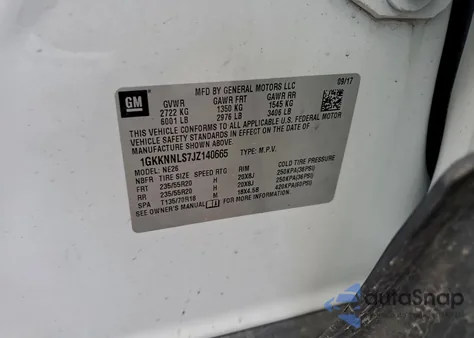 GM
MFD BY GENERAL MOTORS LLC
09/17
GVWR GAWR FRT GAWR RR
2722 KG 1350 KG 1545 KG
6001 LB 2976 LB 3406 LB
THIS VEHICLE CONFORMS TO ALL APPLICABLE U.S. FEDERAL MOTOR
VEHICLE SAFETY STANDARDS IN EFFECT ON THE DATE OF
MANUFACTURE SHOWN ABOVE.
1GKKNNLS7JZ140665 TYPE: M.P.V.
MODEL: NE26
NBFR TIRE SIZE SPEED RTG RIM COLD TIRE PRESSURE
FRT 235/55R20 H 20X8J 250KPA(36PSI)
RR 235/55R20 H 20X8J 250KPA(36PSI)
SPA T135/70R18 M 18X4.5B 420KPA(60PSI)
SEE OWNER'S MANUAL FOR MORE INFORMATION.
autoSnap